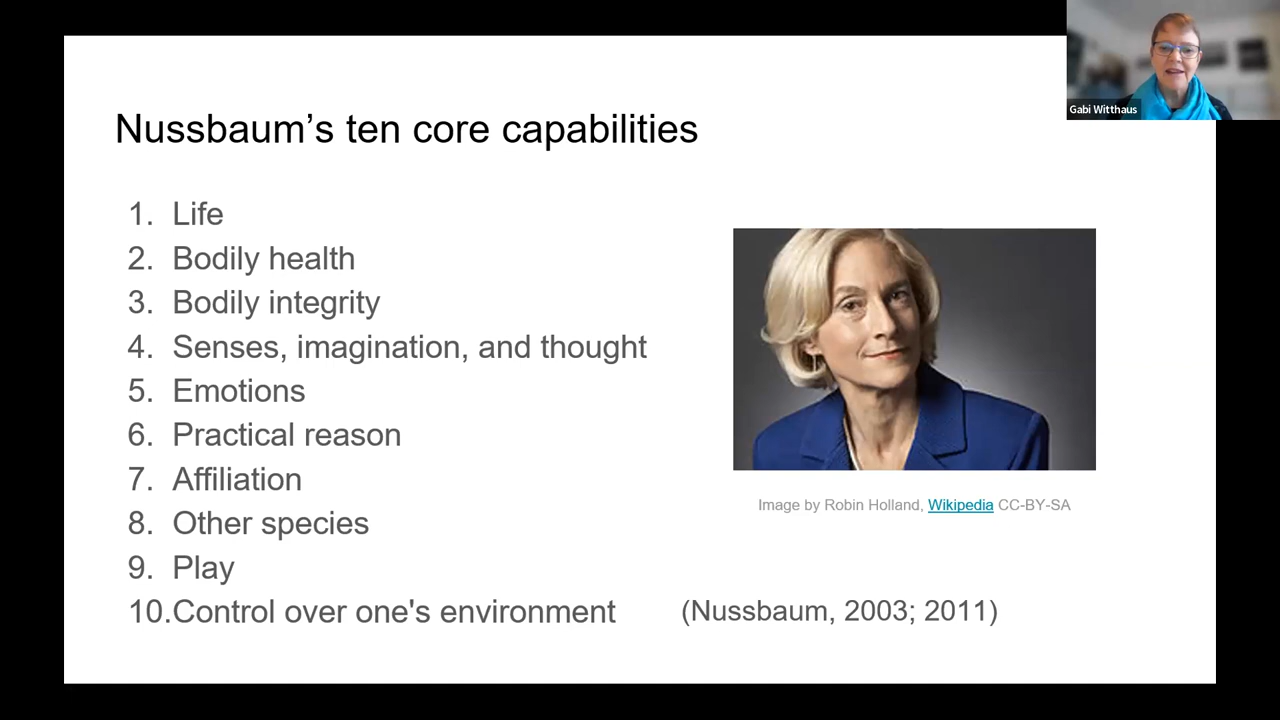 Gabi Witthaus
Nussbaum’s ten core capabilities
1. Life
2. Bodily health
3. Bodily integrity
4. Senses, imagination, and thought
5. Emotions
6. Practical reason
7. Affiliation
8. Other species
9. Play
10.Control over one's environment
Image by Robin Holland, Wikipedia CC-BY-SA
(Nussbaum, 2003; 2011)